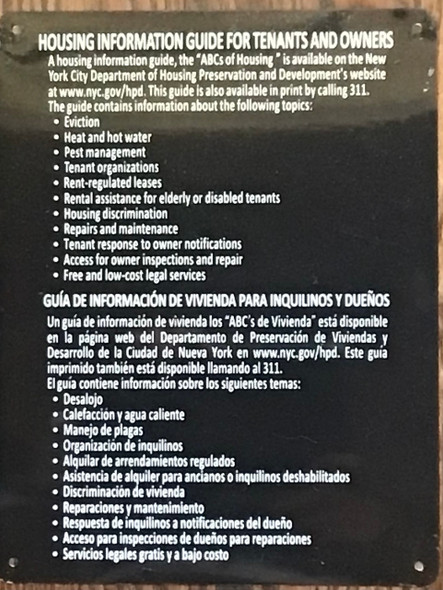 HOUSING INFORMATION GUIDE FOR TENANTS AND OWNERS
A housing information guide, the "ABCs of Housing " is available on the New
York City Department of Housing Preservation and Development's website
at www.nyc.gov/hpd. This guide is also available in print by calling 311.
The guide contains information about the following topics:
• Eviction
• Heat and hot water
• Pest management
• Tenant organizations
• Rent-regulated leases
• Rental assistance for elderly or disabled tenants
• Housing discrimination
• Repairs and maintenance
• Tenant response to owner notifications
• Access for owner inspections and repair
• Free and low-cost legal services
GUÍA DE INFORMACIÓN DE VIVIENDA PARA INQUILINOS Y DUEÑOS
Un guía de información de vivienda los "ABC's de Vivienda" está disponible
en la página web del Departamento de Preservación de Viviendas y
Desarrollo de la Ciudad de Nueva York en www.nyc.gov/hpd. Este guía
imprimido también está disponible llamando al 311.
El guía contiene información sobre los siguientes temas:
• Desalojo
• Calefacción y agua caliente
• Manejo de plagas
• Organización de inquilinos
• Alquilar de arrendamientos regulados
• Asistencia de alquiler para ancianos o inquilinos deshabilitados
• Discriminación de vivienda
• Reparaciones y mantenimiento
• Respuesta de inquilinos a notificaciones del dueño
• Acceso para inspecciones de dueños para reparaciones
• Servicios legales gratis y a bajo costo